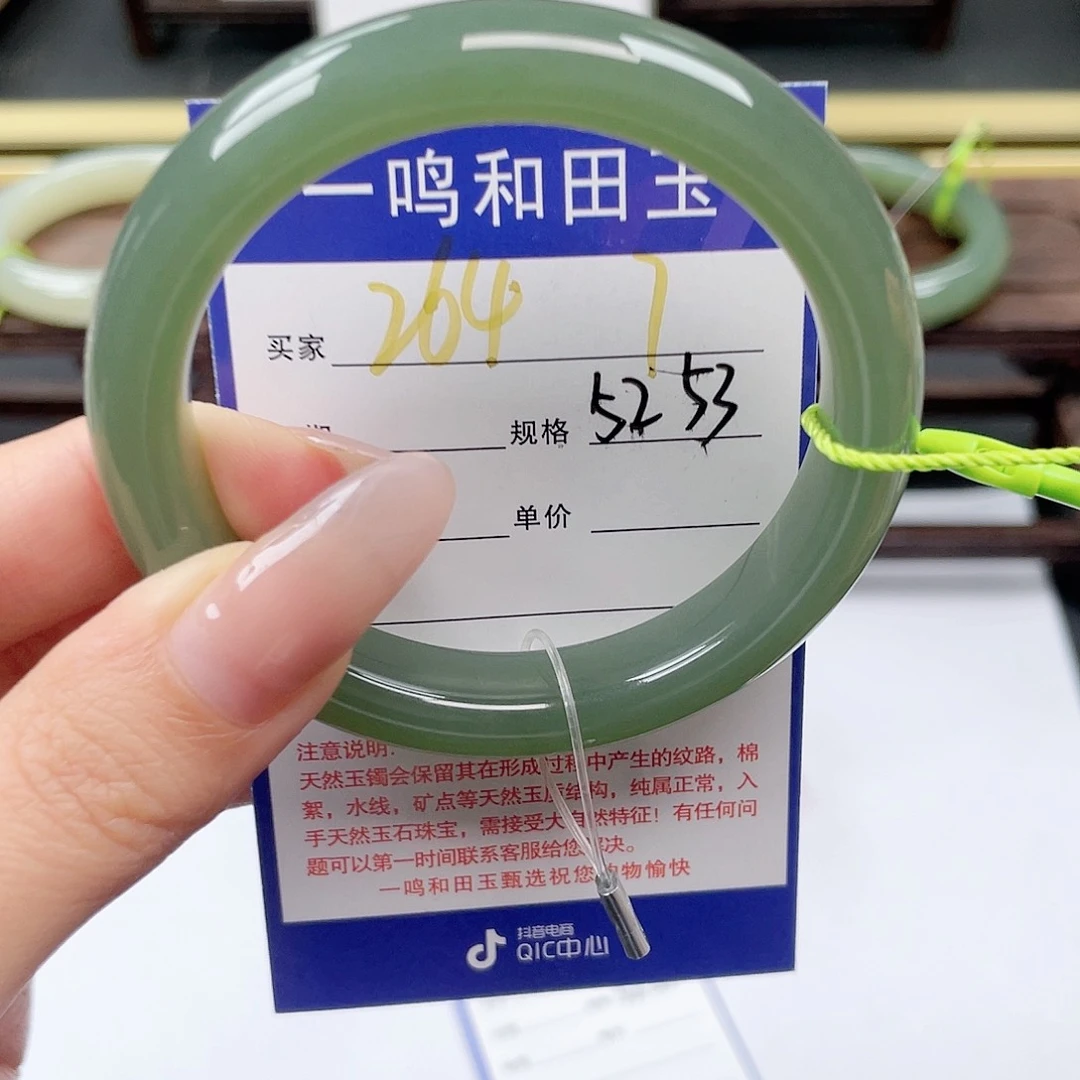 一鸣和田玉
买家 264 7
规格 52 53
单价
注意说明:
天然玉镯会保留其在形成过程中产生的纹路，棉
絮，水线，矿点等天然玉质结构，纯属正常，入
手天然玉石珠宝，需接受大自然特征！有任何问
题可以第一时间联系客服给您解决。
一鸣和田玉甄选祝您购物愉快
抖音电商
QIC中心